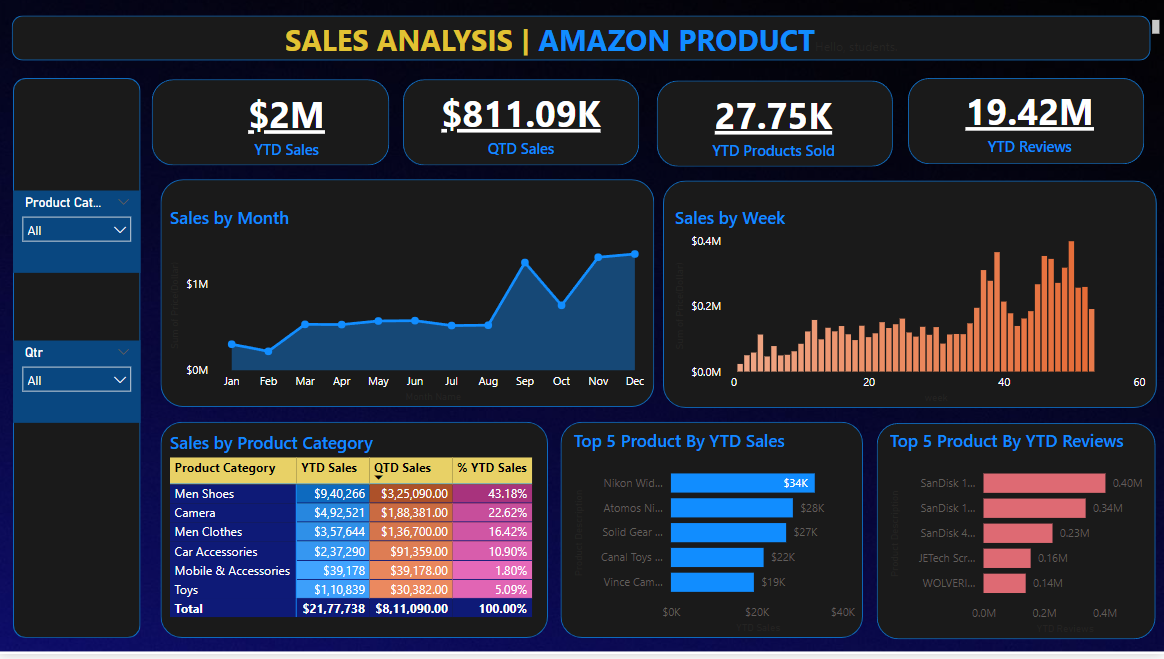 SALES ANALYSIS | AMAZON PRODUCT
Hello students
$2M
YTD Sales
$811.09K
QTD Sales
27.75K
YTD Products Sold
19.42M
YTD Reviews
Product Cat...
All
Qtr
All
Sales by Month
$1M
$0M
Jan Feb Mar Apr May Jun Jul Aug Sep Oct Nov Dec
Month Name
Sales by Week
$0.4M
$0.2M
$0.0M
0 20 40 60
Week
Sales by Product Category
Product Category YTD Sales QTD Sales % YTD Sales
Men Shoes $9,40,266 $3,25,090.00 43.18%
Camera $4,92,521 $1,88,381.00 22.62%
Men Clothes $3,57,644 $1,36,700.00 16.42%
Car Accessories $2,37,290 $91,359.00 10.90%
Mobile & Accessories $39,178 $39,178.00 1.80%
Toys $1,10,839 $30,382.00 5.09%
Total $21,77,738 $8,11,090.00 100.00%
Top 5 Product By YTD Sales
Nikon Wid... $34K
Atomos Ni... $28K
Solid Gear ... $27K
Canal Toys ... $22K
Vince Cam... $19K
$0K $20K $40K
YTD Sales
Top 5 Product By YTD Reviews
SanDisk 1... 0.40M
SanDisk 1... 0.34M
SanDisk 4... 0.23M
JETech Scr... 0.16M
WOLVERI... 0.14M
0.0M 0.2M 0.4M
YTD Reviews